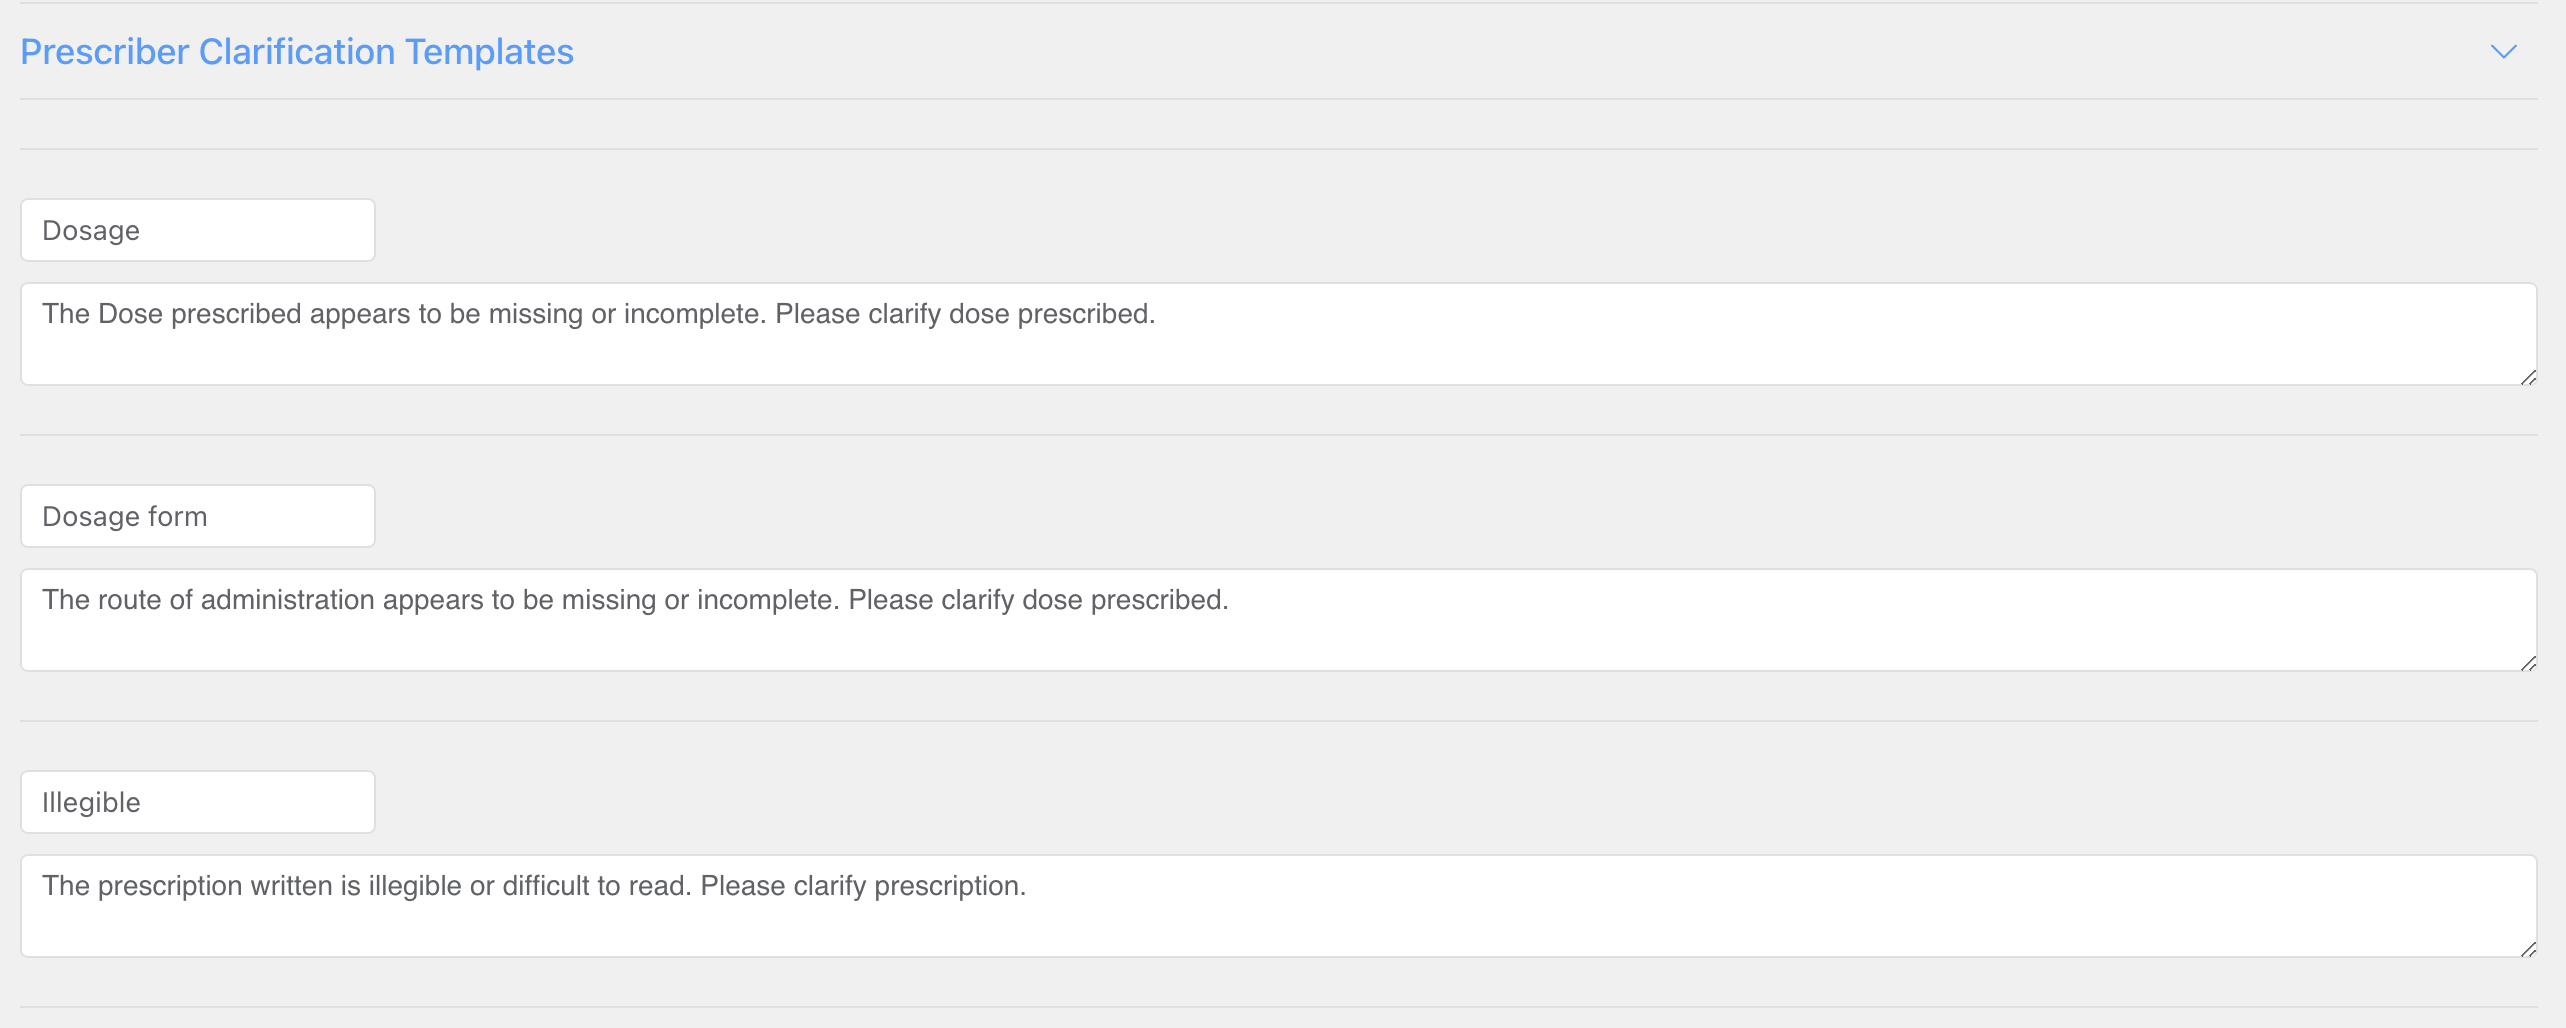 Prescriber Clarification Templates
Dosage
The Dose prescribed appears to be missing or incomplete. Please clarify dose prescribed.
Dosage form
The route of administration appears to be missing or incomplete. Please clarify dose prescribed.
Illegible
The prescription written is illegible or difficult to read. Please clarify prescription.